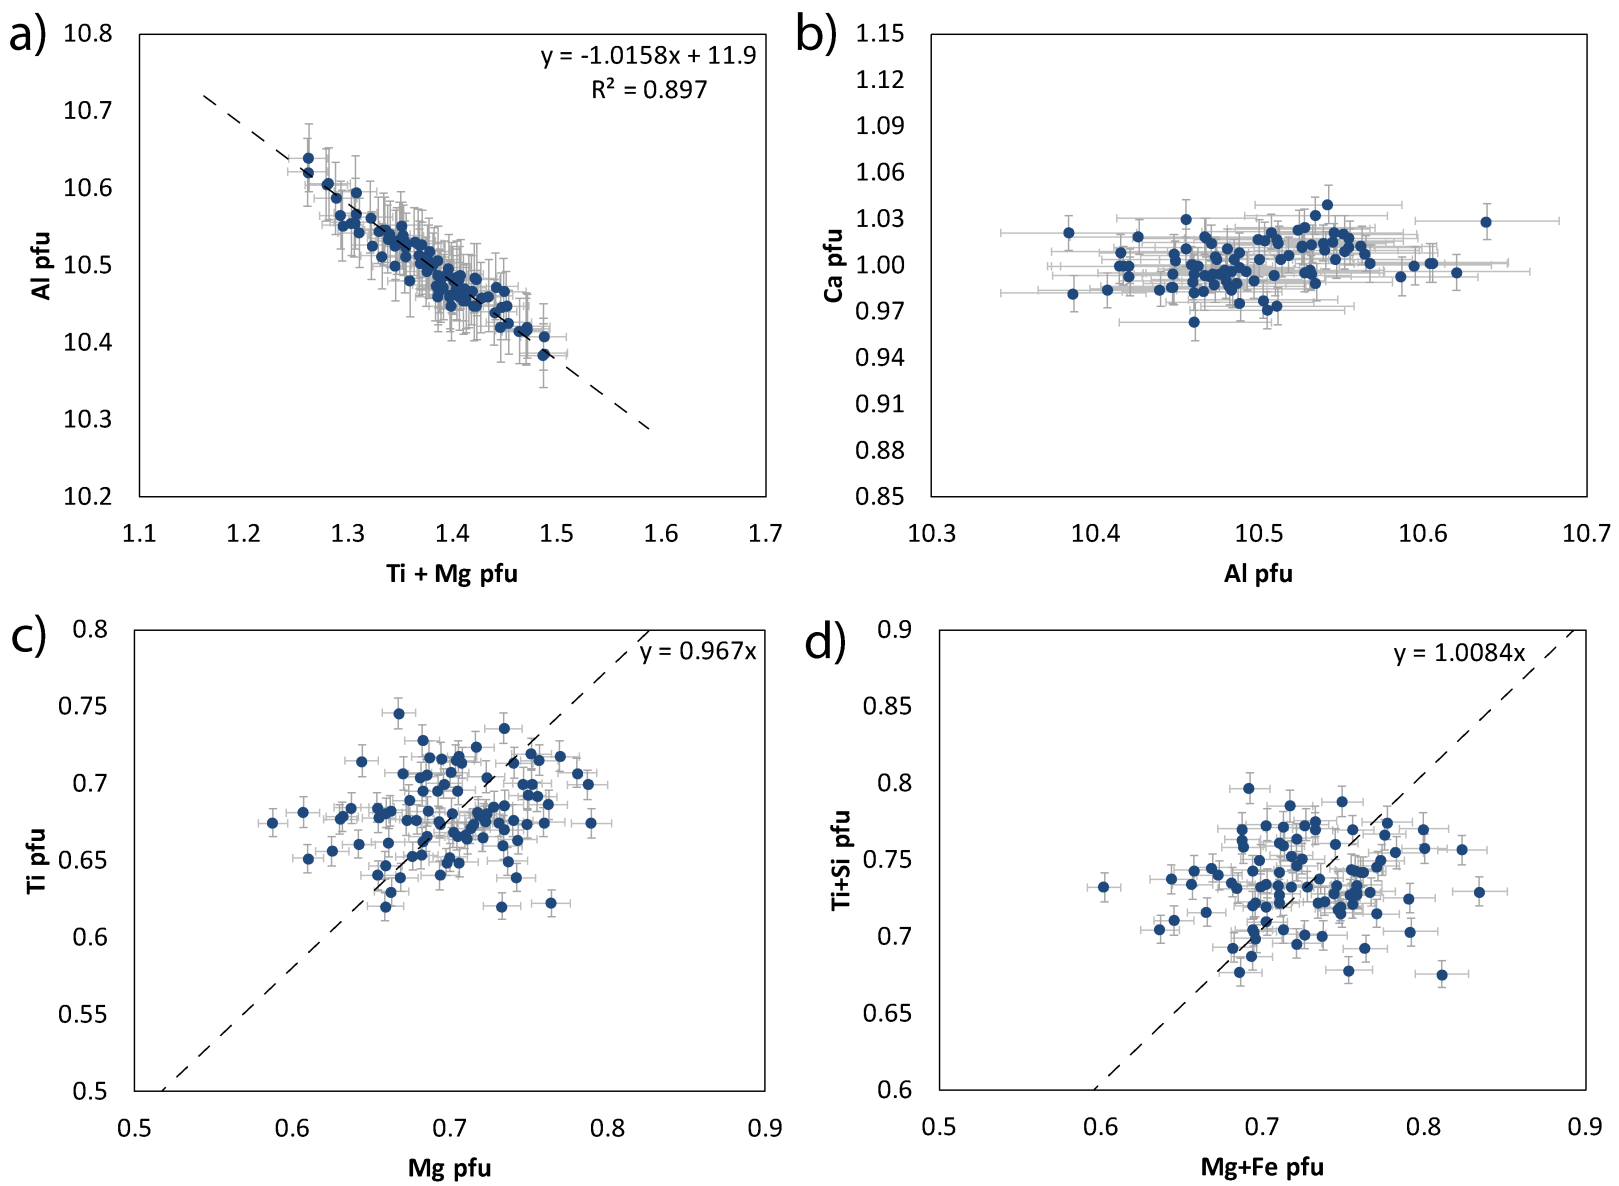 a)
10.8
10.7
10.6
10.5
10.4
10.3
10.2
Al pfu
y = -1.0158x + 11.9
R² = 0.897
1.1 1.2 1.3 1.4 1.5 1.6 1.7
Ti + Mg pfu
b)
1.15
1.12
1.09
1.06
1.03
1.00
0.97
0.94
0.91
0.88
0.85
Ca pfu
10.3 10.4 10.5 10.6 10.7
Al pfu
c)
0.8
0.75
0.7
0.65
0.6
0.55
0.5
Ti pfu
y = 0.967x
0.5 0.6 0.7 0.8 0.9
Mg pfu
d)
0.9
0.85
0.8
0.75
0.7
0.65
0.6
Ti+Si pfu
y = 1.0084x
0.5 0.6 0.7 0.8 0.9
Mg+Fe pfu